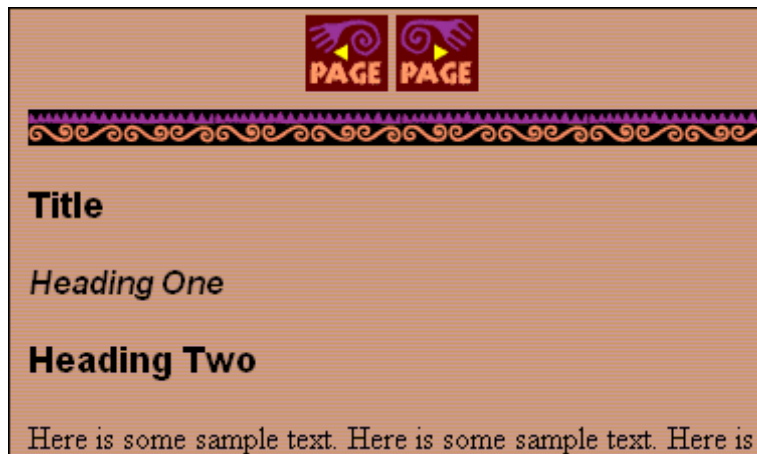 PAGE PAGE
Title
Heading One
Heading Two
Here is some sample text. Here is some sample text. Here is